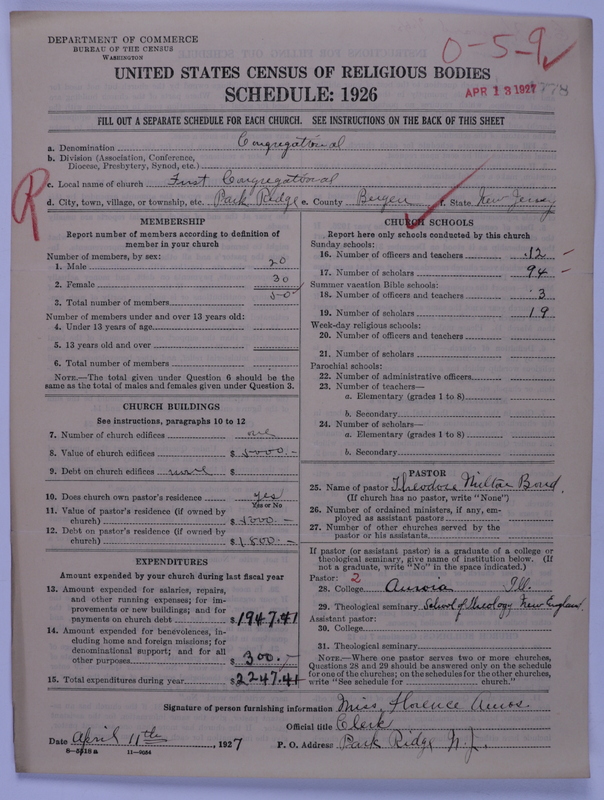 DEPARTMENT OF COMMERCE
BUREAU OF THE CENSUS
WASHINGTON
0-5-9
APR 13 1927
778
UNITED STATES CENSUS OF RELIGIOUS BODIES
SCHEDULE: 1926
FILL OUT A SEPARATE SCHEDULE FOR EACH CHURCH. SEE INSTRUCTIONS ON THE BACK OF THIS SHEET
a. Denomination Congregational
b. Division (Association, Conference,
Diocese, Presbytery, Synod, etc.)
R
c. Local name of church First Congregational
d. City, town, village, or township, etc. Park Ridge e. County Bergen f. State New Jersey
MEMBERSHIP
Report number of members according to definition of
member in your church
Number of members, by sex:
1. Male 20
2. Female 30
3. Total number of members 50
Number of members under and over 13 years old:
4. Under 13 years of age
5. 13 years old and over
6. Total number of members
NOTE.—The total given under Question 6 should be the
same as the total of males and females given under Question 3.
CHURCH BUILDINGS
See instructions, paragraphs 10 to 12
7. Number of church edifices one
8. Value of church edifices $ 5000.—
9. Debt on church edifices none $
10. Does church own pastor's residence yes
Yes or No
11. Value of pastor's residence (if owned by
church) $ 000.—
12. Debt on pastor's residence (if owned by
church) $ 1,800.—
EXPENDITURES
Amount expended by your church during last fiscal year
13. Amount expended for salaries, repairs,
and other running expenses; for im-
provements or new buildings; and for
payments on church debt $ 1947.41
14. Amount expended for benevolences, in-
cluding home and foreign missions; for
denominational support; and for all
other purposes $ 300.—
15. Total expenditures during year $ 2247.41
CHURCH SCHOOLS
Report here only schools conducted by this church
Sunday schools:
16. Number of officers and teachers 12
17. Number of scholars 94
Summer vacation Bible schools:
18. Number of officers and teachers 3
19. Number of scholars 19
Week-day religious schools:
20. Number of officers and teachers
21. Number of scholars
Parochial schools:
22. Number of administrative officers
23. Number of teachers—
a. Elementary (grades 1 to 8)
b. Secondary
24. Number of scholars—
a. Elementary (grades 1 to 8)
b. Secondary
PASTOR
25. Name of pastor Theodore Milton Bond.
(If church has no pastor, write "None")
26. Number of ordained ministers, if any, em-
ployed as assistant pastors
27. Number of other churches served by the
pastor or his assistants
If pastor (or assistant pastor) is a graduate of a college or
theological seminary, give name of institution below. (If
not a graduate, write "No" in the space indicated.)
Pastor: 2
28. College Aurora Ill.
29. Theological seminary School of Theology New England.
Assistant pastor:
30. College
31. Theological seminary
NOTE.—Where one pastor serves two or more churches,
Questions 28 and 29 should be answered only on the schedule
for one of the churches; on the schedules for the other churches,
write "See schedule for church."
Signature of person furnishing information Miss Florence Amos.
Official title Clerk
Date April 11th, 1927 P. O. Address Park Ridge N.J.
8-5518 a 11-9034